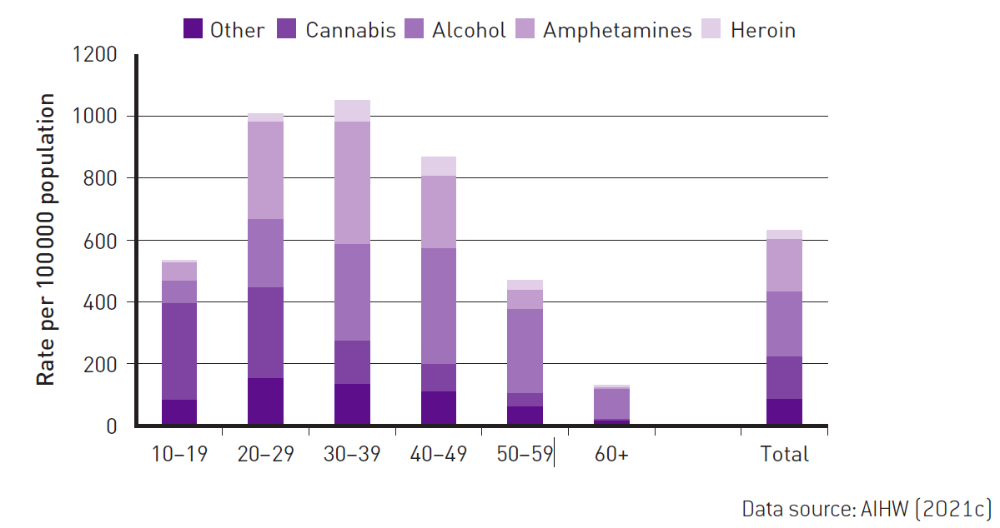 Other Cannabis Alcohol Amphetamines Heroin
Rate per 100000 population
1200
1000
800
600
400
200
0
10–19 20–29 30–39 40–49 50–59 60+ Total
Data source: AIHW (2021c)